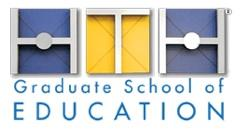 HTH®
Graduate School of
EDUCATION